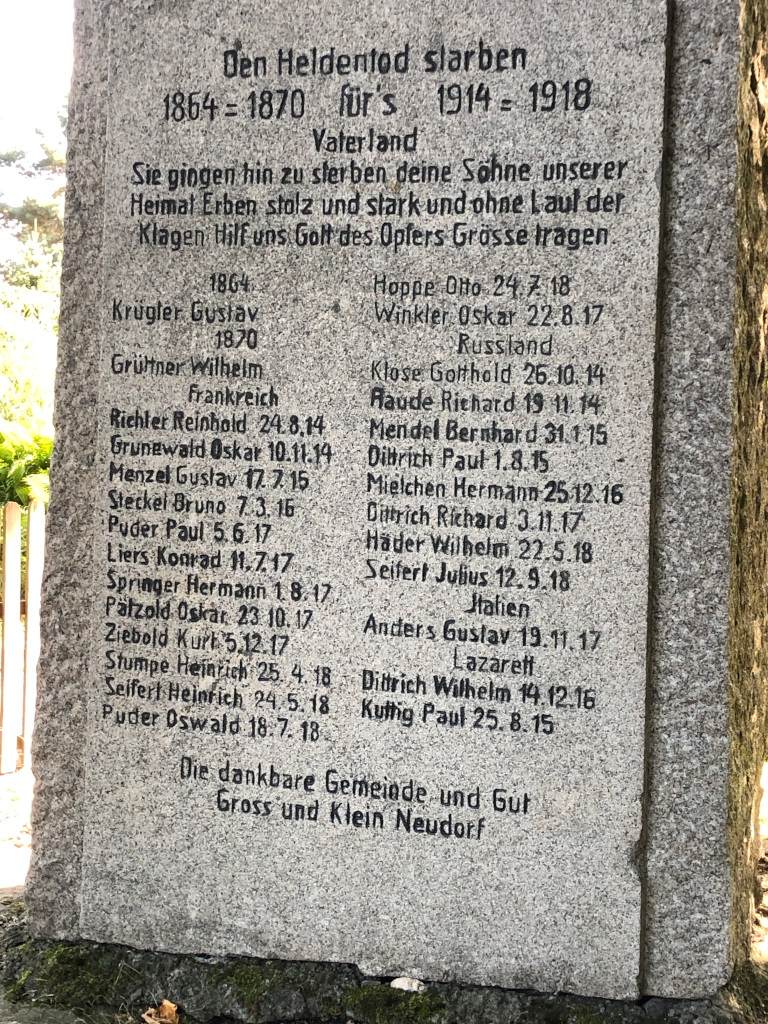 Den Heldentod starben
1864 = 1870 für's 1914 = 1918
Vaterland
Sie gingen hin zu sterben deine Söhne unserer
Heimat Erben stolz und stark und ohne Laut der
Klagen Hilf uns Gott des Opfers Grösse tragen.
1864
Krügler Gustav
1870
Grüttner Wilhelm
Frankreich
Richter Reinhold 24.8.14
Grunewald Oskar 10.11.14
Menzel Gustav 17.7.15
Steckel Bruno 7.3.16
Puder Paul 5.6.17
Liers Konrad 11.7.17
Springer Hermann 1.8.17
Pätzold Oskar 23.10.17
Ziebold Kurt 5.12.17
Stumpe Heinrich 25.4.18
Seifert Heinrich 24.5.18
Puder Oswald 18.7.18
Hoppe Otto 24.7.18
Winkler Oskar 22.8.17
Russland
Klose Gotthold 26.10.14
Raude Richard 19.11.14
Mendel Bernhard 31.1.15
Dittrich Paul 1.8.15
Mielchen Hermann 25.12.16
Dittrich Richard 3.11.17
Häder Wilhelm 22.5.18
Seifert Julius 12.9.18
Italien
Anders Gustav 19.11.17
Lazarett
Dittrich Wilhelm 14.12.16
Kuttig Paul 25.8.15
Die dankbare Gemeinde und Gut
Gross und Klein Neudorf